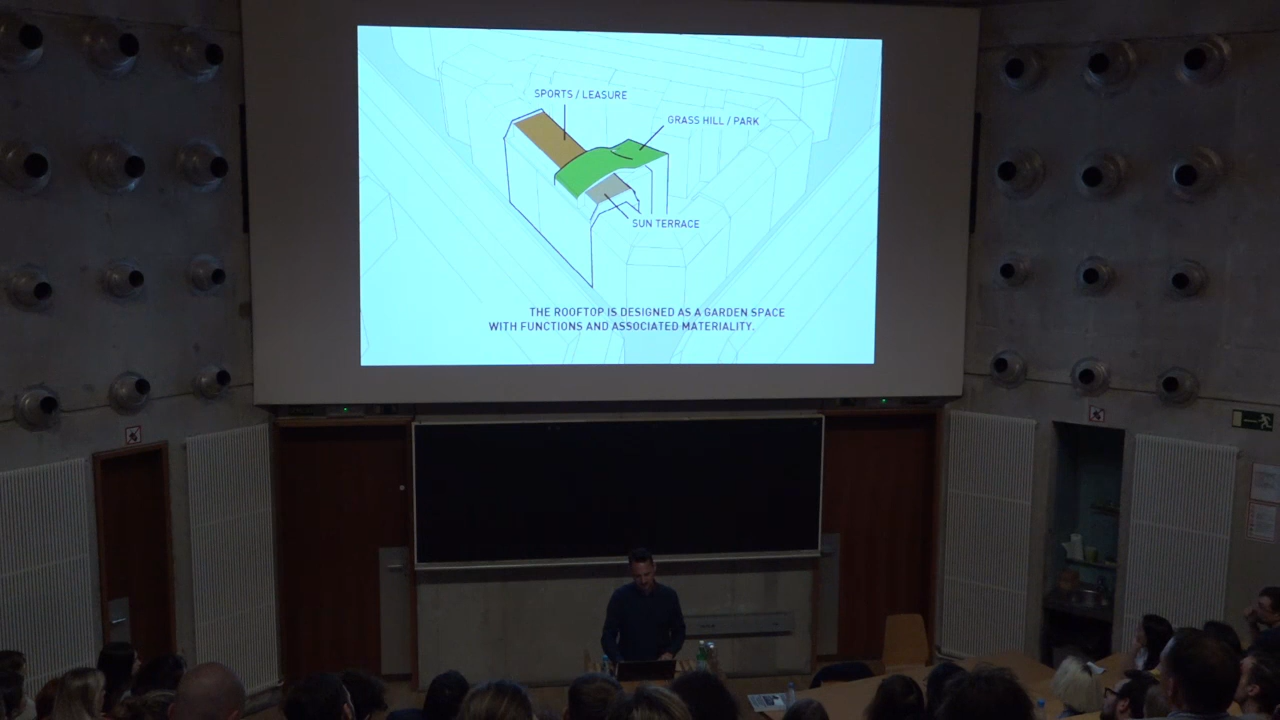 SPORTS / LEASURE
GRASS HILL / PARK
SUN TERRACE
THE ROOFTOP IS DESIGNED AS A GARDEN SPACE
WITH FUNCTIONS AND ASSOCIATED MATERIALITY.